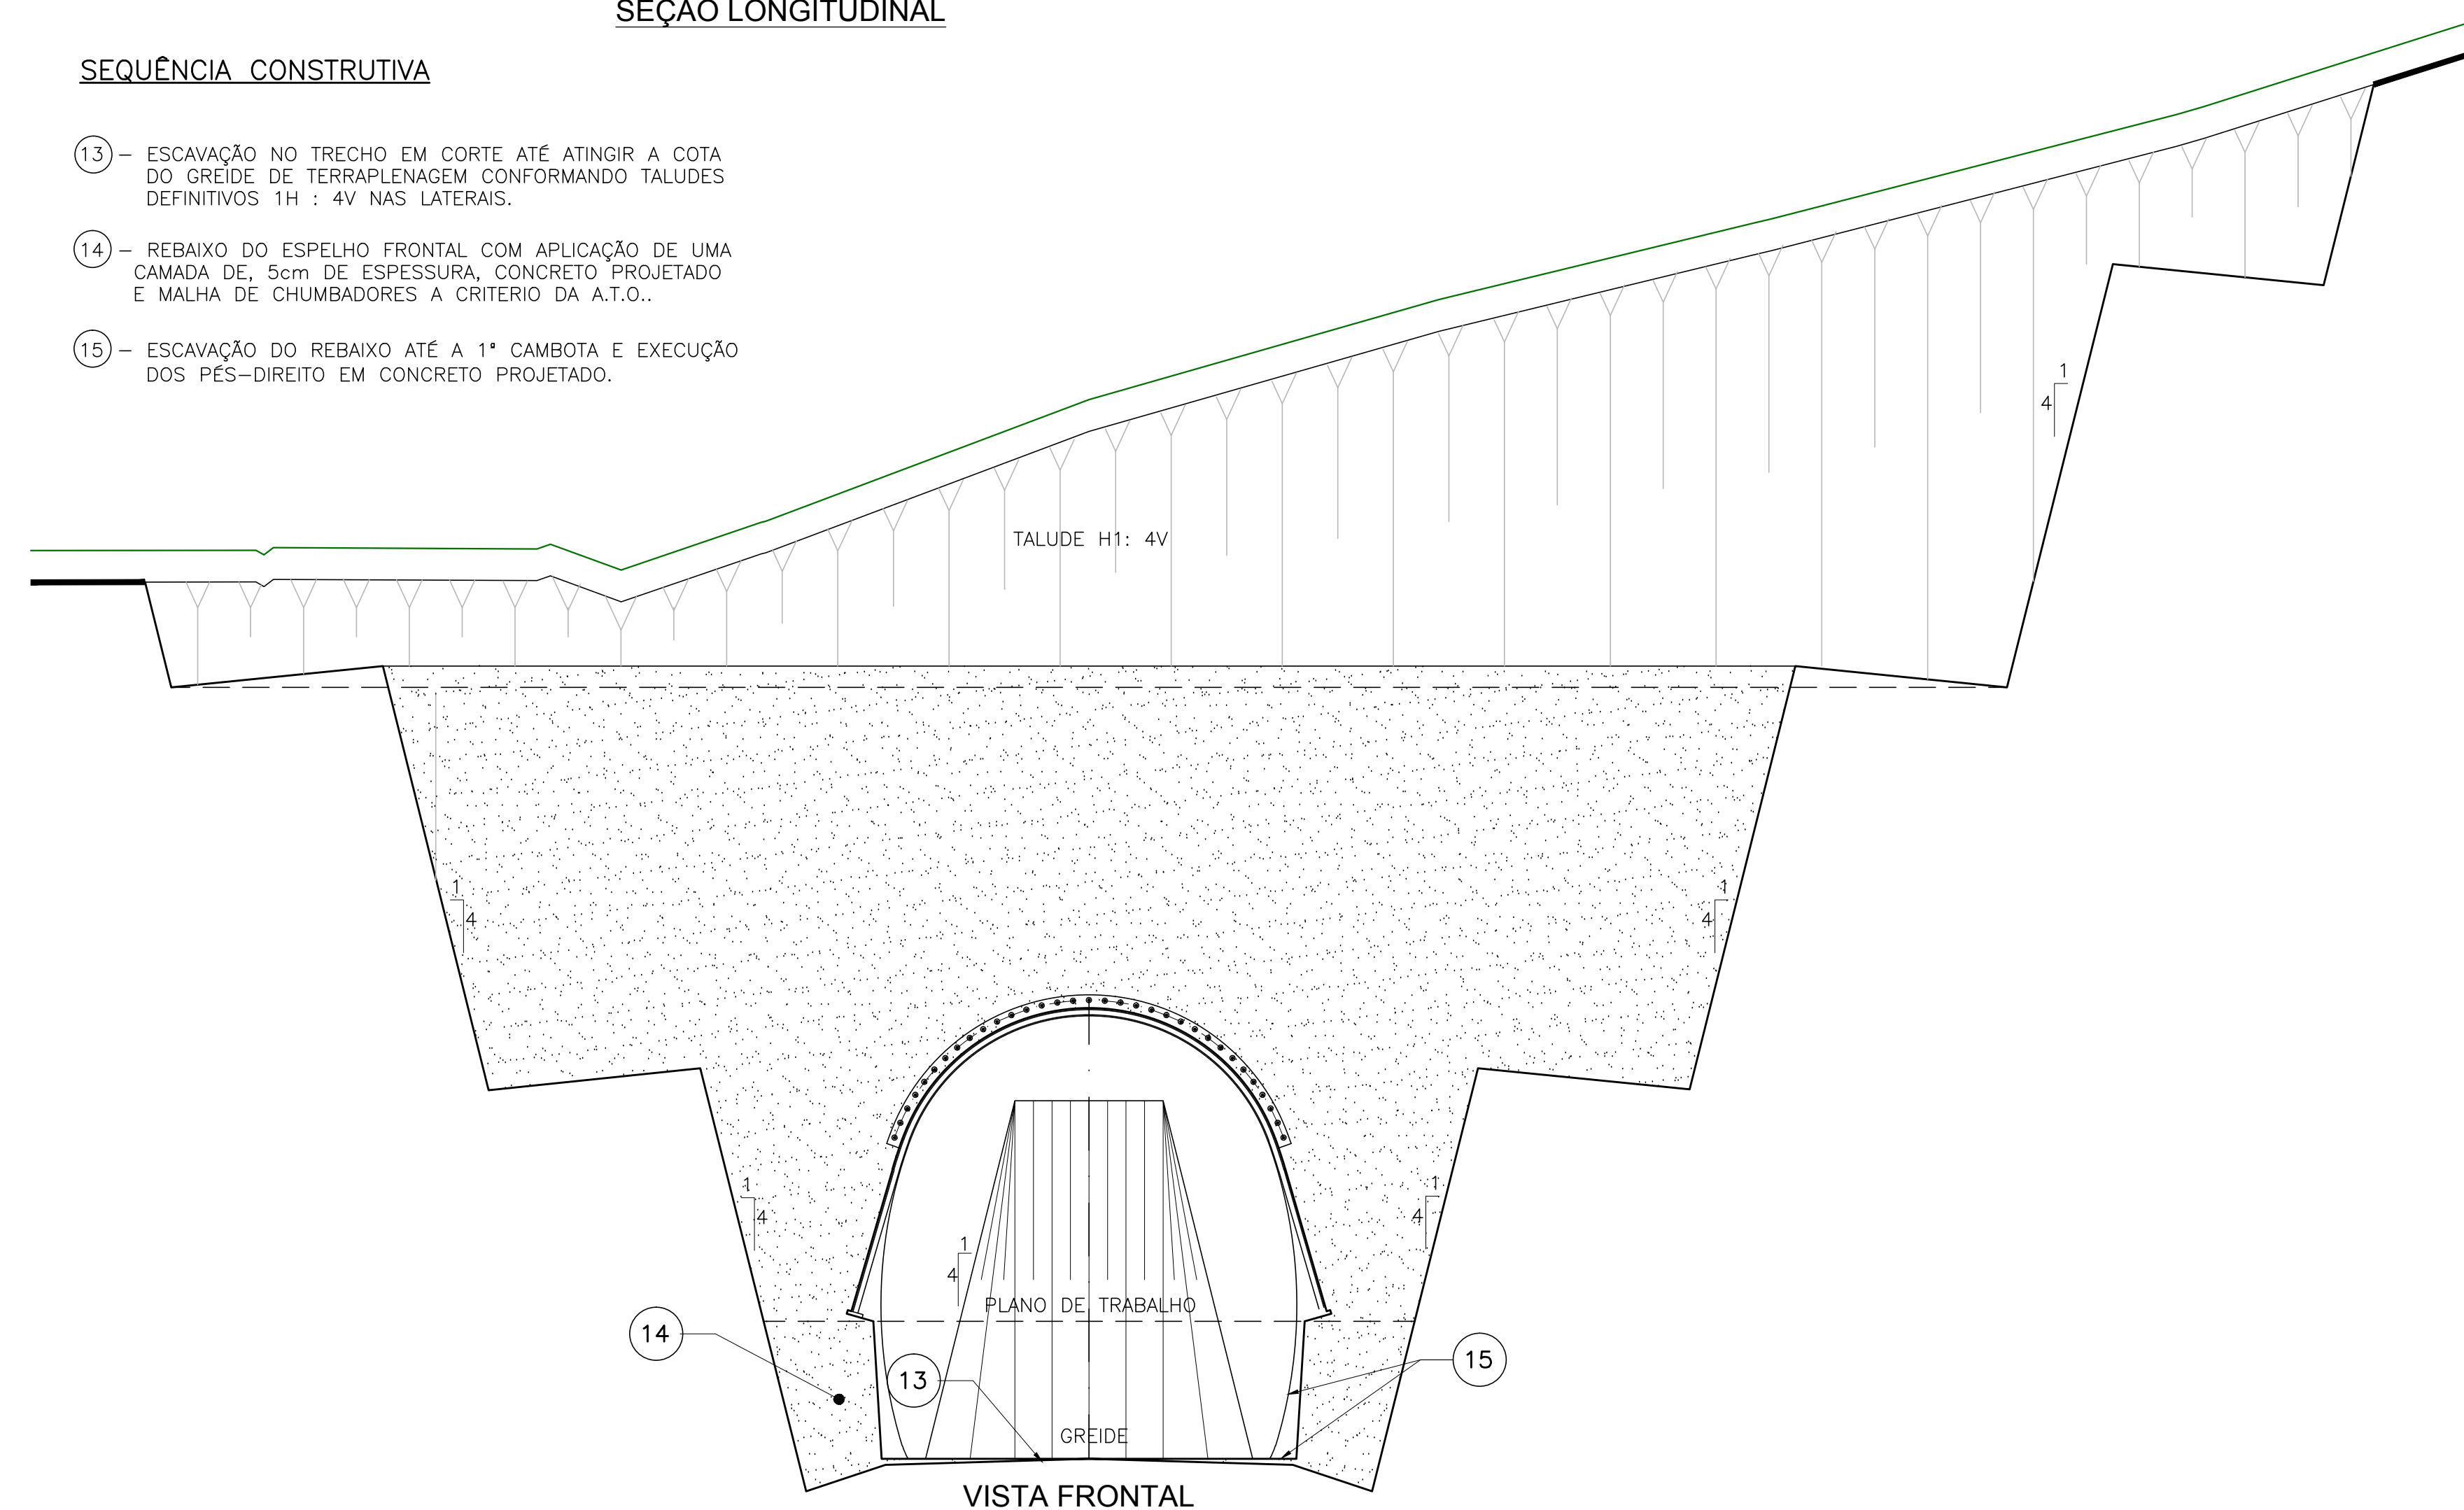 SEÇÃO LONGITUDINAL
SEQUÊNCIA CONSTRUTIVA
13 – ESCAVAÇÃO NO TRECHO EM CORTE ATÉ ATINGIR A COTA
DO GREIDE DE TERRAPLENAGEM CONFORMANDO TALUDES
DEFINITIVOS 1H : 4V NAS LATERAIS.
14 – REBAIXO DO ESPELHO FRONTAL COM APLICAÇÃO DE UMA
CAMADA DE, 5cm DE ESPESSURA, CONCRETO PROJETADO
E MALHA DE CHUMBADORES A CRITERIO DA A.T.O..
15 – ESCAVAÇÃO DO REBAIXO ATÉ A 1ª CAMBOTA E EXECUÇÃO
DOS PÉS–DIREITO EM CONCRETO PROJETADO.
1
4
TALUDE H1: 4V
1
4
1
4
1
4
1
4
1
4
PLANO DE TRABALHO
14
15
13
GREIDE
VISTA FRONTAL